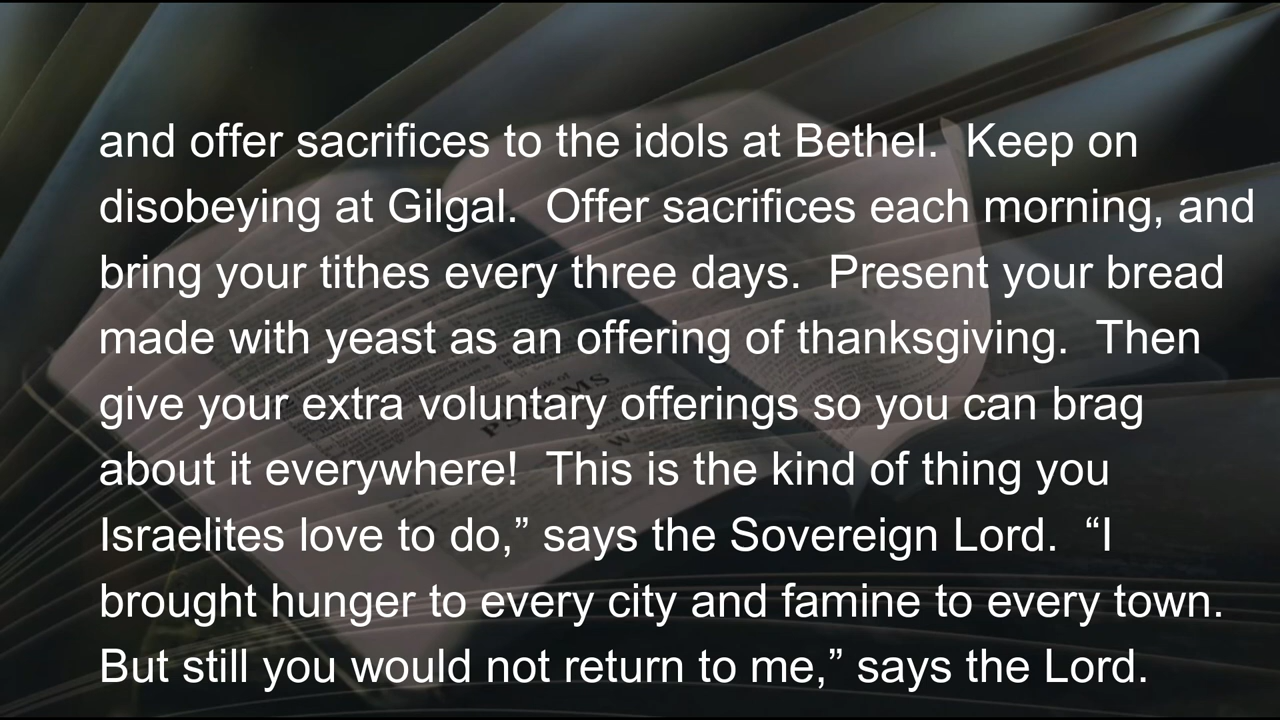 and offer sacrifices to the idols at Bethel.  Keep on
disobeying at Gilgal.  Offer sacrifices each morning, and
bring your tithes every three days.  Present your bread
made with yeast as an offering of thanksgiving.  Then
give your extra voluntary offerings so you can brag
about it everywhere!  This is the kind of thing you
Israelites love to do,” says the Sovereign Lord.  “I
brought hunger to every city and famine to every town.
But still you would not return to me,” says the Lord.
PSALMS